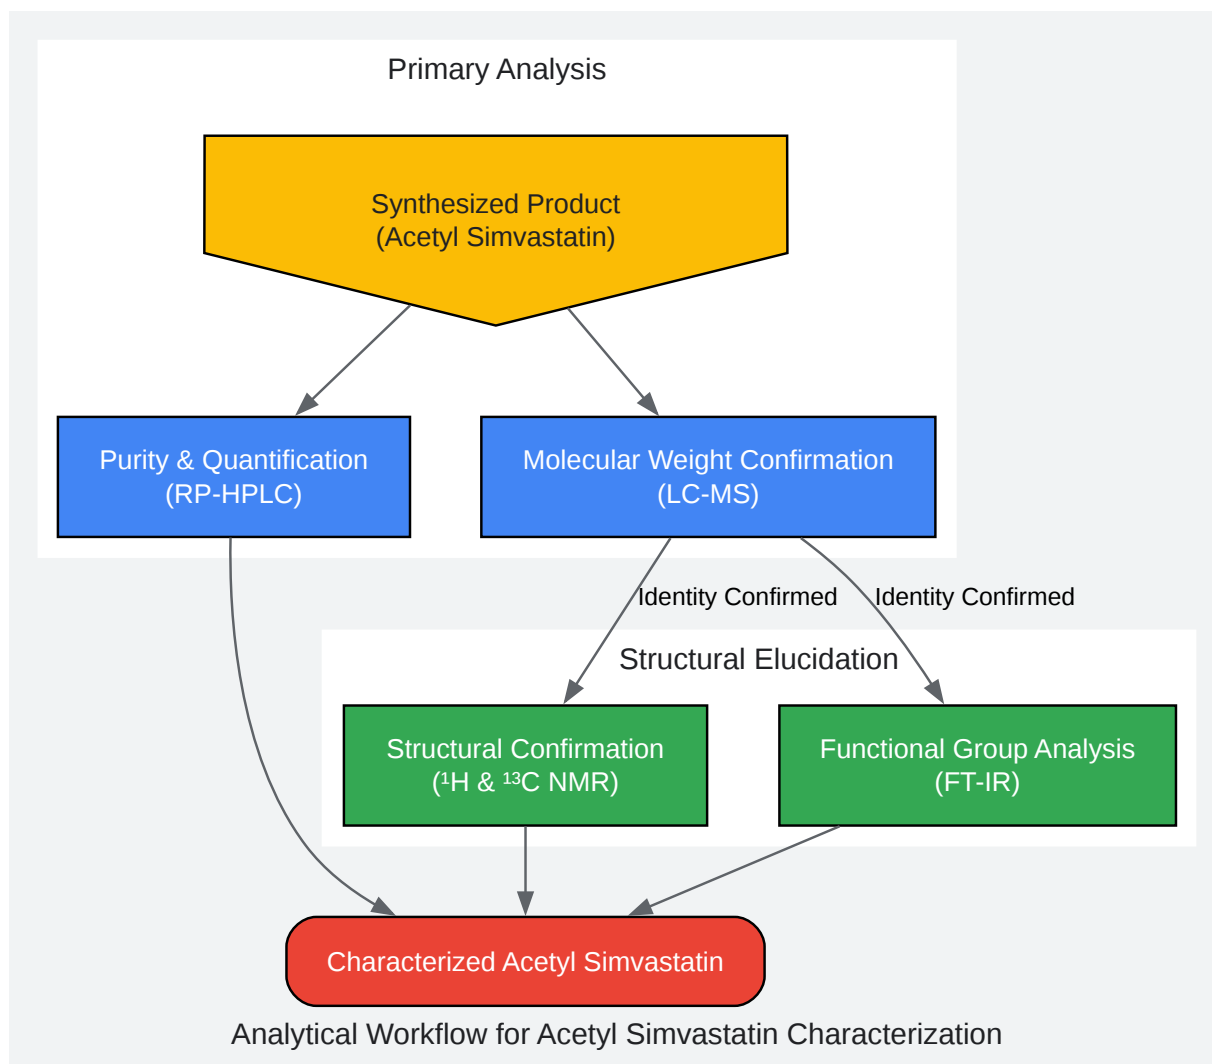 Primary Analysis
Synthesized Product
(Acetyl Simvastatin)
Purity & Quantification
(RP-HPLC)
Molecular Weight Confirmation
(LC-MS)
Identity Confirmed
Identity Confirmed
Structural Elucidation
Structural Confirmation
(¹H & ¹³C NMR)
Functional Group Analysis
(FT-IR)
Characterized Acetyl Simvastatin
Analytical Workflow for Acetyl Simvastatin Characterization